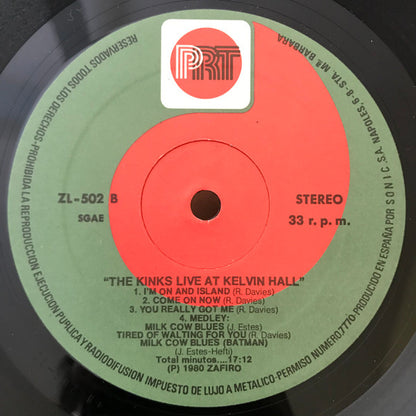 PRT
RESERVADOS TODOS LOS DERECHOS-PROHIBIDA LA REPRODUCCION EJECUCION PUBLICA Y RADIODIFUSION IMPUESTO DE LUJO A METALICO-PERMISO NUMERO 7770-PRODUCIDO EN ESPAÑA POR SONIC S.A. NAPOLES 6-8-STA. Mª BARBARA
ZL-502 B
SGAE
STEREO
33 r. p. m.
"THE KINKS LIVE AT KELVIN HALL"
1. I'M ON AND ISLAND (R. Davies)
2. COME ON NOW (R. Davies)
3. YOU REALLY GOT ME (R. Davies)
4. MEDLEY:
MILK COW BLUES (J. Estes)
TIRED OF WALTING FOR YOU (R. Davies)
MILK COW BLUES (BATMAN)
(J. Estes-Hefti)
Total minutos....17:12
(P) 1980 ZAFIRO